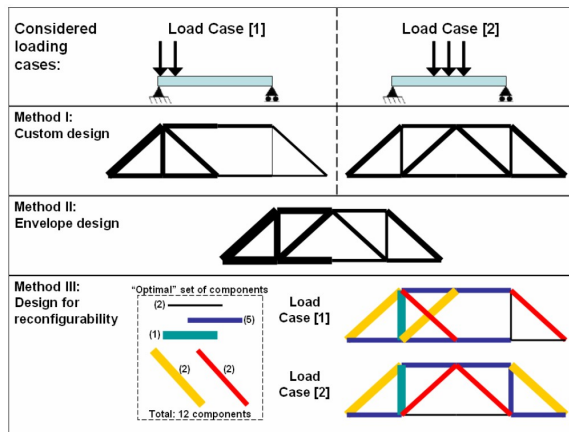 Considered
loading
cases:
Load Case [1]
Load Case [2]
Method I:
Custom design
Method II:
Envelope design
Method III:
Design for
reconfigurability
"Optimal" set of components
(2)
(5)
(1)
(2)
(2)
Total: 12 components
Load
Case [1]
Load
Case [2]